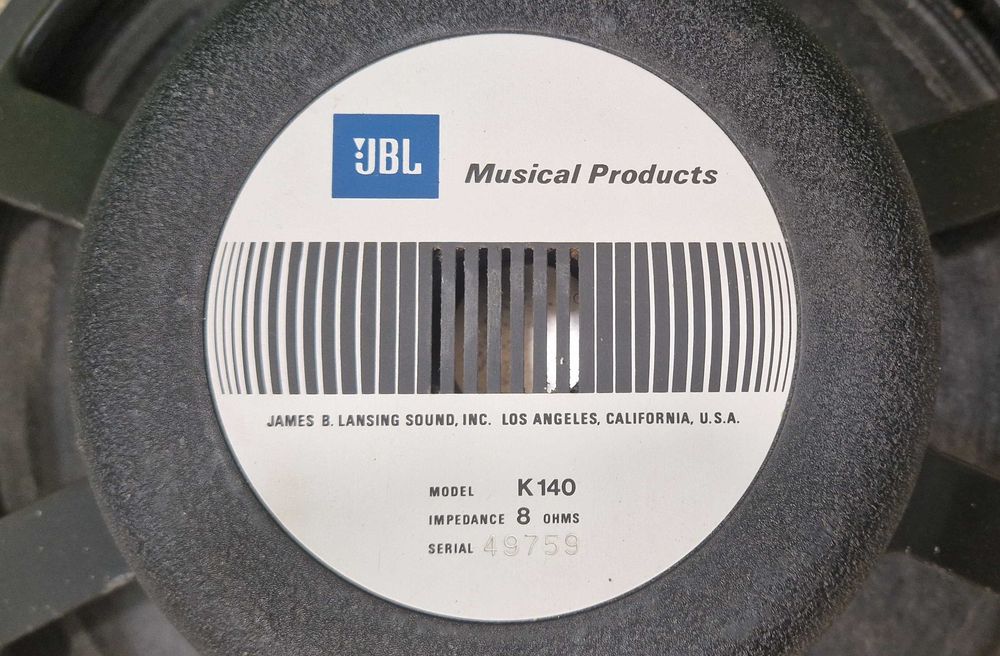 JBL
Musical Products
JAMES B. LANSING SOUND, INC. LOS ANGELES, CALIFORNIA, U.S.A.
MODEL K140
IMPEDANCE 8 OHMS
SERIAL 49759